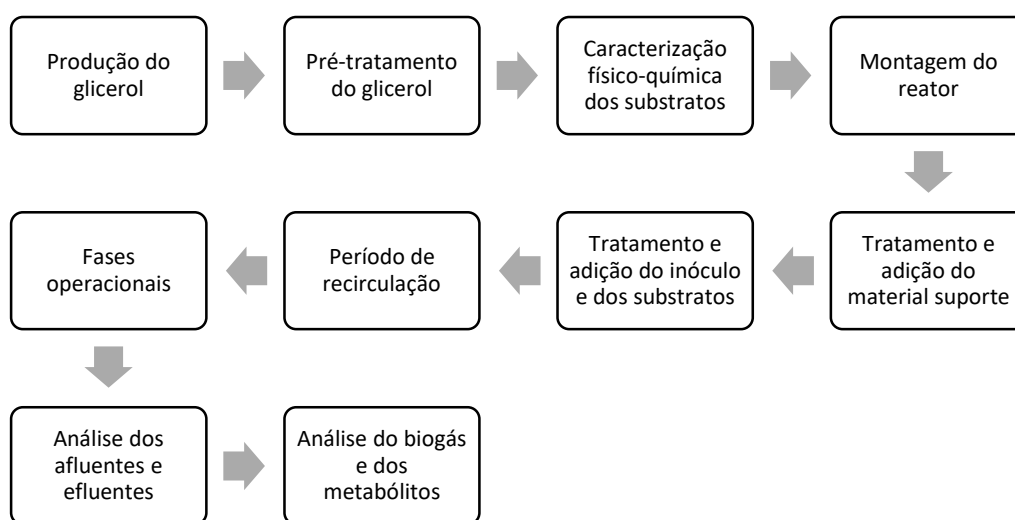 Produção do
glicerol
Pré-tratamento
do glicerol
Caracterização
físico-química
dos substratos
Montagem do
reator
Tratamento e
adição do
material suporte
Tratamento e
adição do inóculo
e dos substratos
Período de
recirculação
Fases
operacionais
Análise dos
afluentes e
efluentes
Análise do biogás
e dos
metabólitos